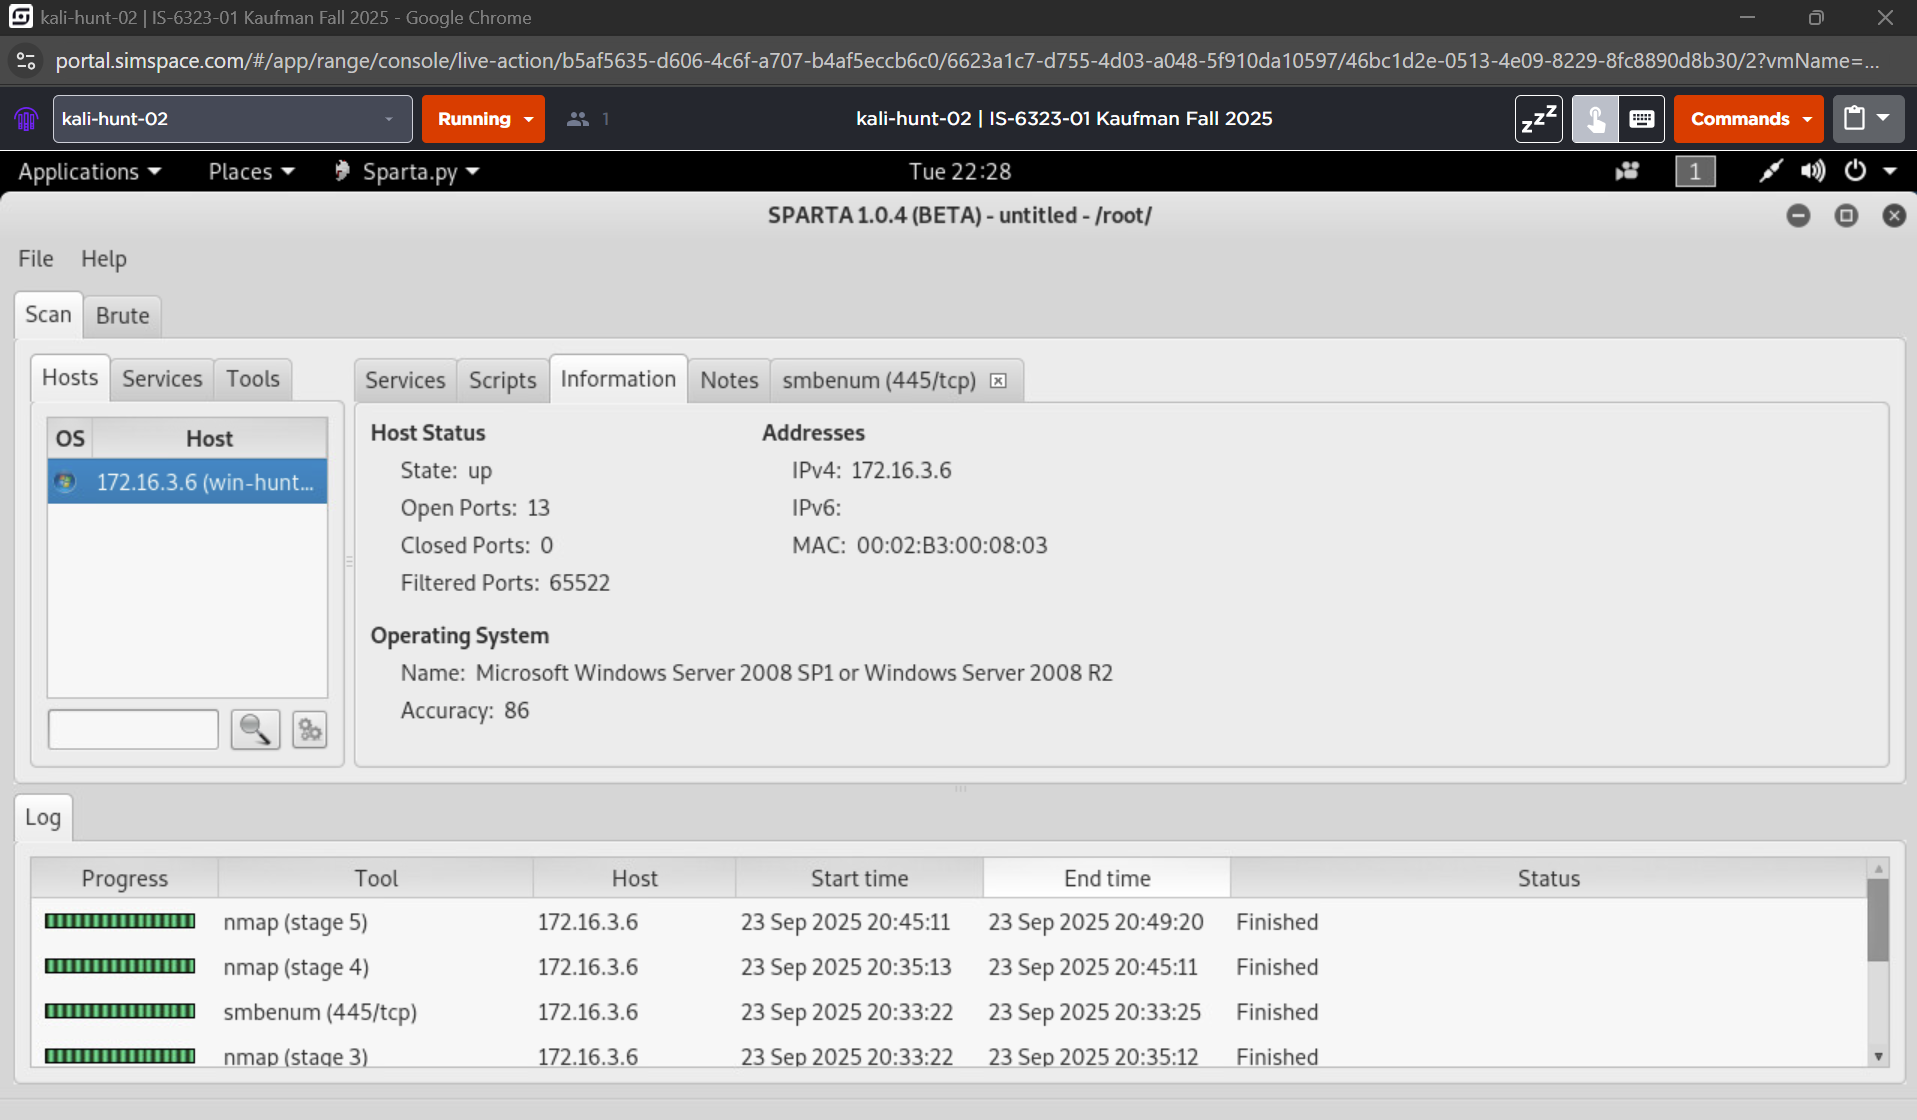 kali-hunt-02 | IS-6323-01 Kaufman Fall 2025 - Google Chrome
portal.simspace.com/#/app/range/console/live-action/b5af5635-d606-4c6f-a707-b4af5eccb6c0/6623a1c7-d755-4d03-a048-5f910da10597/46bc1d2e-0513-4e09-8229-8fc8890d8b30/2?vmName=...
kali-hunt-02 Running 1 kali-hunt-02 | IS-6323-01 Kaufman Fall 2025 zzZ Commands
Applications Places Sparta.py Tue 22:28 1
SPARTA 1.0.4 (BETA) - untitled - /root/
File Help
Scan Brute
Hosts Services Tools
Services Scripts Information Notes smbenum (445/tcp)
OS Host
172.16.3.6 (win-hunt...
Host Status
State: up
Open Ports: 13
Closed Ports: 0
Filtered Ports: 65522
Addresses
IPv4: 172.16.3.6
IPv6:
MAC: 00:02:B3:00:08:03
Operating System
Name: Microsoft Windows Server 2008 SP1 or Windows Server 2008 R2
Accuracy: 86
Log
Progress Tool Host Start time End time Status
nmap (stage 5) 172.16.3.6 23 Sep 2025 20:45:11 23 Sep 2025 20:49:20 Finished
nmap (stage 4) 172.16.3.6 23 Sep 2025 20:35:13 23 Sep 2025 20:45:11 Finished
smbenum (445/tcp) 172.16.3.6 23 Sep 2025 20:33:22 23 Sep 2025 20:33:25 Finished
nmap (stage 3) 172.16.3.6 23 Sep 2025 20:33:22 23 Sep 2025 20:35:12 Finished